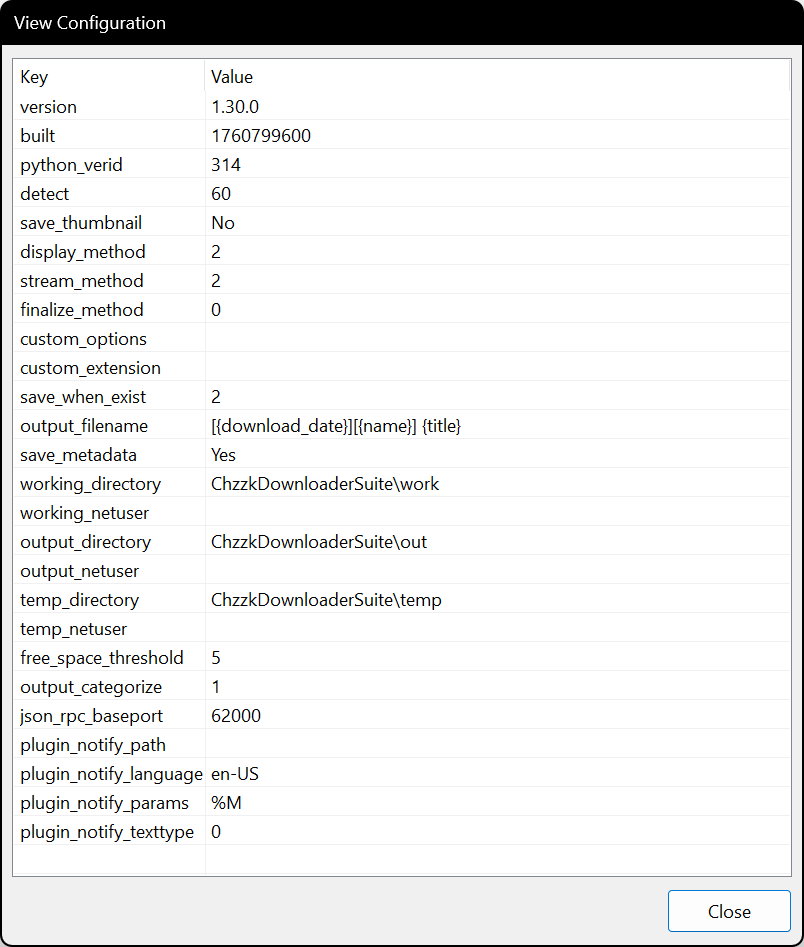 View Configuration
Key Value
version 1.30.0
built 1760799600
python_verid 314
detect 60
save_thumbnail No
display_method 2
stream_method 2
finalize_method 0
custom_options
custom_extension
save_when_exist 2
output_filename [{download_date}][{name}] {title}
save_metadata Yes
working_directory ChzzkDownloaderSuite\work
working_netuser
output_directory ChzzkDownloaderSuite\out
output_netuser
temp_directory ChzzkDownloaderSuite\temp
temp_netuser
free_space_threshold 5
output_categorize 1
json_rpc_baseport 62000
plugin_notify_path
plugin_notify_language en-US
plugin_notify_params %M
plugin_notify_texttype 0
Close